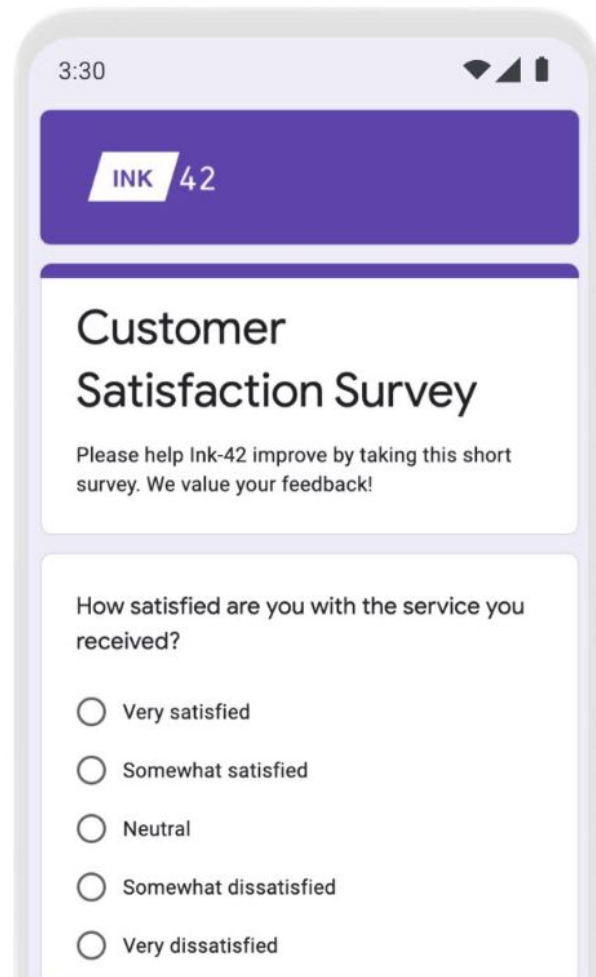 3:30
INK 42
Customer
Satisfaction Survey
Please help Ink-42 improve by taking this short
survey. We value your feedback!
How satisfied are you with the service you
received?
Very satisfied
Somewhat satisfied
Neutral
Somewhat dissatisfied
Very dissatisfied